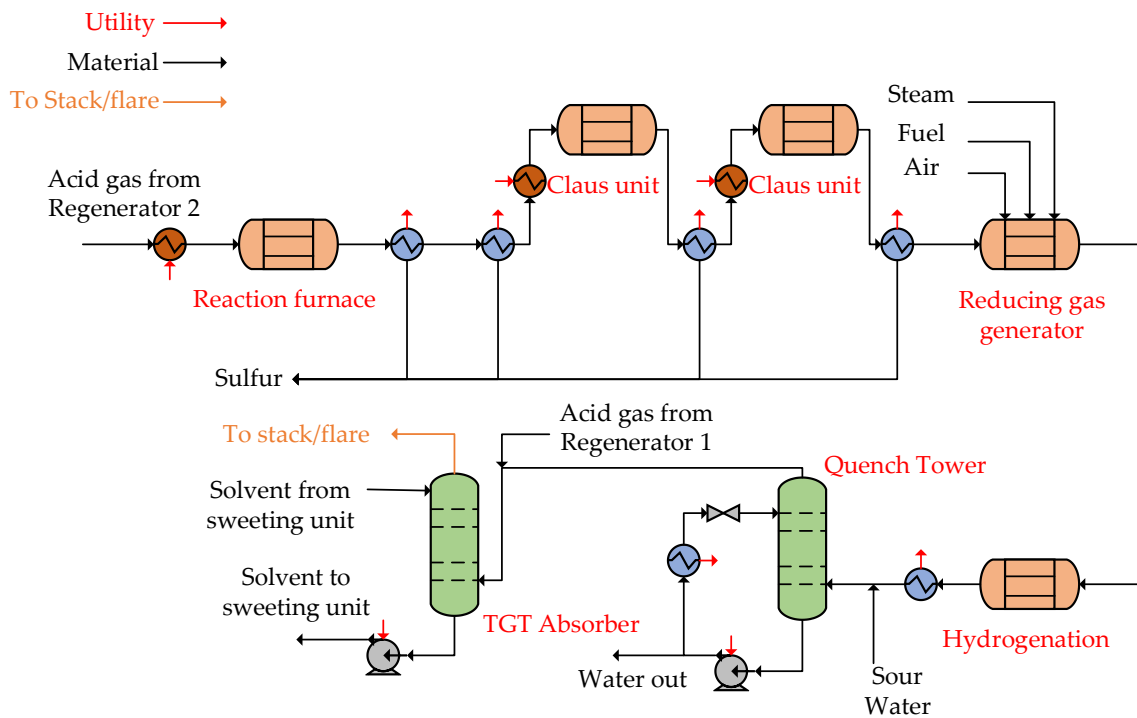 Utility
Material
To Stack/flare
Steam
Fuel
Air
Claus unit
Claus unit
Acid gas from
Regenerator 2
Reaction furnace
Reducing gas
generator
Sulfur
Acid gas from
Regenerator 1
To stack/flare
Quench Tower
Solvent from
sweeting unit
Solvent to
sweeting unit
TGT Absorber
Hydrogenation
Water out
Sour
Water